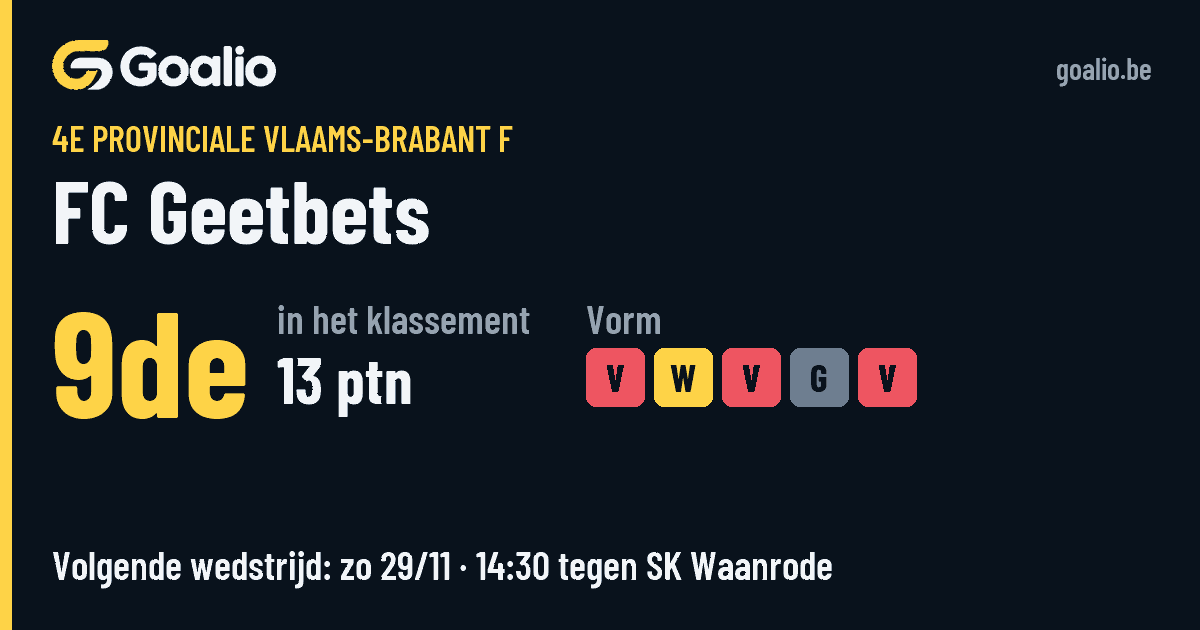 Goalio
goalio.be
4E PROVINCIALE VLAAMS-BRABANT F
FC Geetbets
9de
in het klassement
13 ptn
Vorm
V W V G V
Volgende wedstrijd: zo 29/11 · 14:30 tegen SK Waanrode